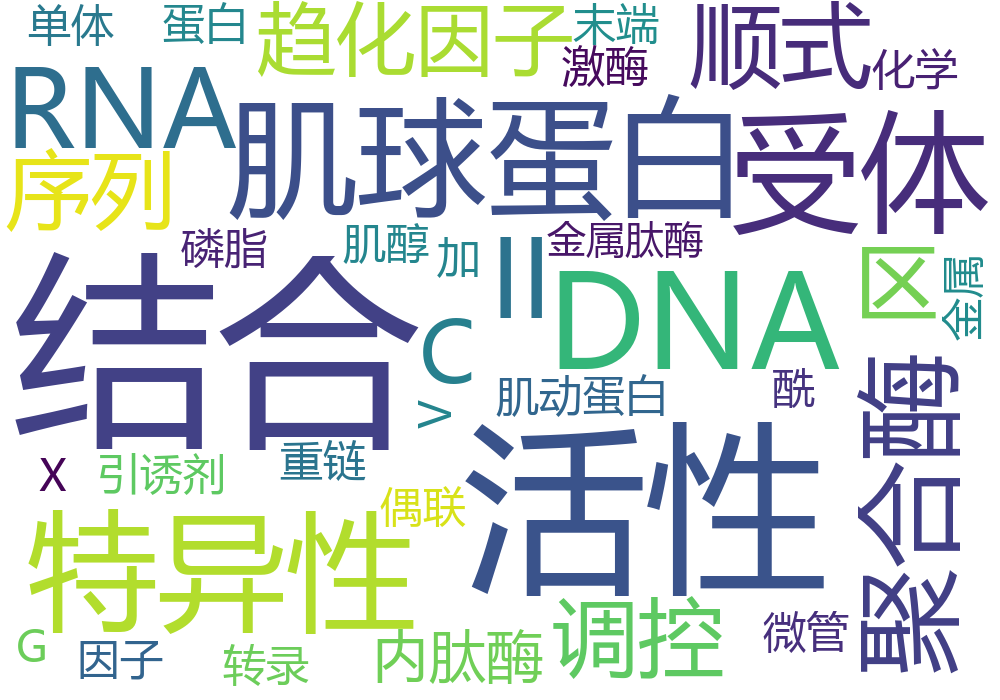 单体
蛋白
趋化因子
末端
顺式
激酶
化学
RNA
肌球蛋白
受体
序列
磷脂
肌醇
加
II
金属肽酶
区
金属
结合
C
DNA
V
肌动蛋白
酰
聚合酶
X
引诱剂
重链
偶联
活性
特异性
G
因子
转录
内肽酶
调控
微管